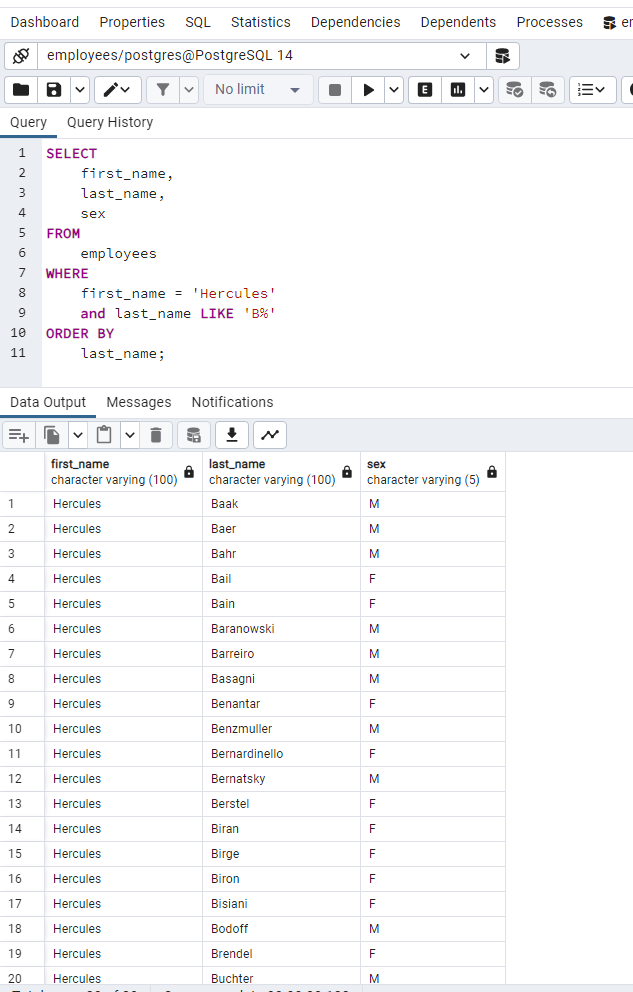 Dashboard Properties SQL Statistics Dependencies Dependents Processes
employees/postgres@PostgreSQL 14
No limit E
Query Query History
1 SELECT
2 first_name,
3 last_name,
4 sex
5 FROM
6 employees
7 WHERE
8 first_name = 'Hercules'
9 and last_name LIKE 'B%'
10 ORDER BY
11 last_name;
Data Output Messages Notifications
first_name last_name sex
character varying (100) character varying (100) character varying (5)
1 Hercules Baak M
2 Hercules Baer M
3 Hercules Bahr M
4 Hercules Bail F
5 Hercules Bain F
6 Hercules Baranowski M
7 Hercules Barreiro M
8 Hercules Basagni M
9 Hercules Benantar F
10 Hercules Benzmuller M
11 Hercules Bernardinello F
12 Hercules Bernatsky M
13 Hercules Berstel F
14 Hercules Biran F
15 Hercules Birge F
16 Hercules Biron F
17 Hercules Bisiani F
18 Hercules Bodoff M
19 Hercules Brendel F
20 Hercules Buchter M